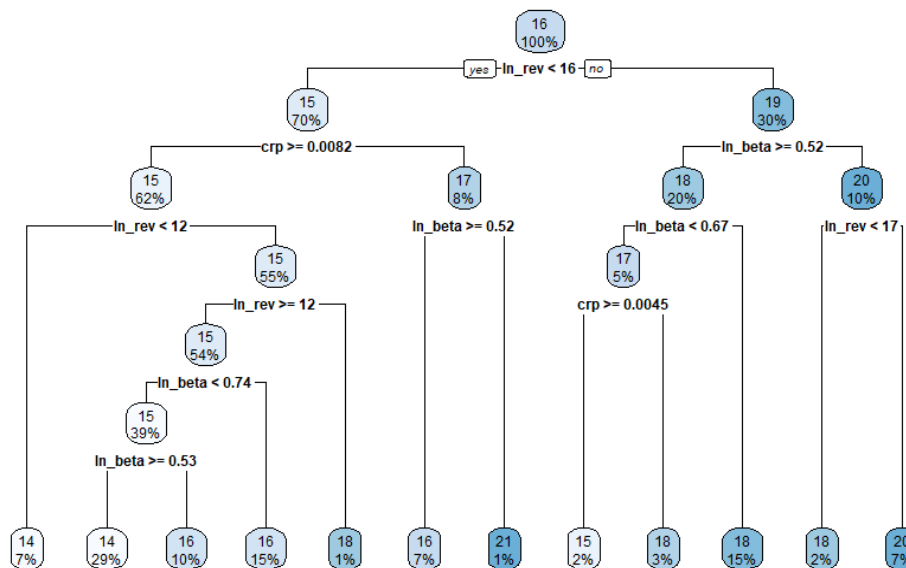 16
100%
yes ln_rev < 16 no
15
70%
19
30%
crp >= 0.0082
ln_beta >= 0.52
15
62%
17
8%
18
20%
20
10%
ln_rev < 12
ln_beta >= 0.52
ln_beta < 0.67
ln_rev < 17
15
55%
17
5%
ln_rev >= 12
crp >= 0.0045
15
54%
ln_beta < 0.74
15
39%
ln_beta >= 0.53
14 14 16 16 18 16 21 15 18 18 18 20
7% 29% 10% 15% 1% 7% 1% 2% 3% 15% 2% 7%